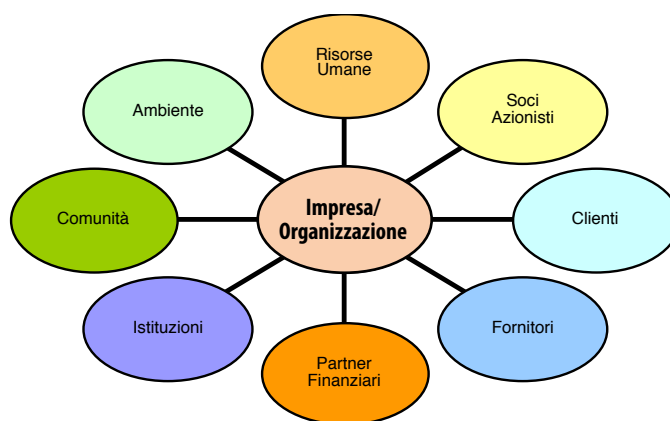 Risorse
Umane
Ambiente
Soci
Azionisti
Comunità
Impresa/
Organizzazione
Clienti
Istituzioni
Fornitori
Partner
Finanziari